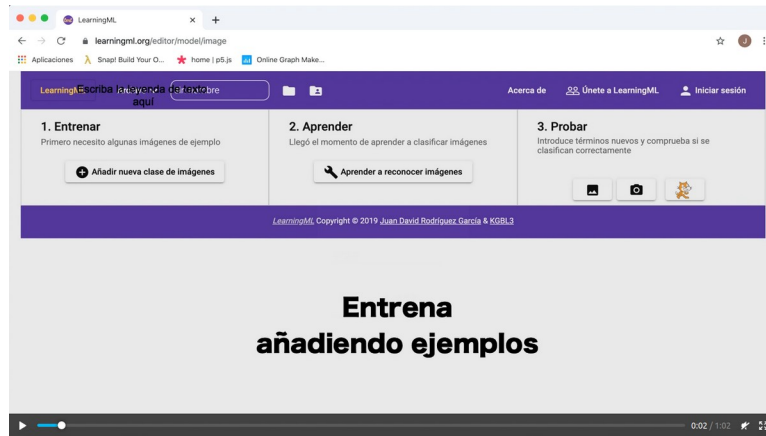 LearningML
learningml.org/editor/model/image
J
Aplicaciones
Snap! Build Your O...
home | p5.js
Online Graph Make...
Escriba la leyenda de texto
aquí
Acerca de
Únete a LearningML
Iniciar sesión
1. Entrenar
Primero necesito algunas imágenes de ejemplo
Añadir nueva clase de imágenes
2. Aprender
Llegó el momento de aprender a clasificar imágenes
Aprender a reconocer imágenes
3. Probar
Introduce términos nuevos y comprueba si se
clasifican correctamente
LearningML Copyright © 2019 Juan David Rodríguez García & KGBL3
Entrena
añadiendo ejemplos
0:02 / 1:02